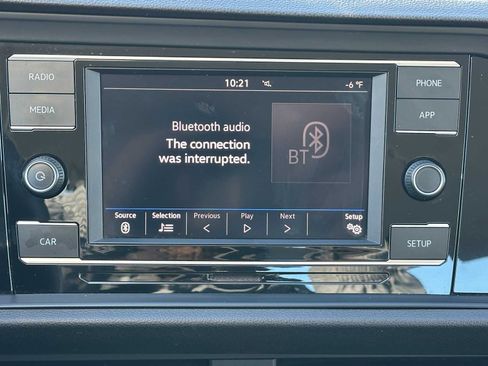 RADIO
MEDIA
CAR
10:21
-6 °F
Bluetooth audio
The connection
was interrupted.
BT
Source Selection Previous Play Next Setup
PHONE
APP
SETUP